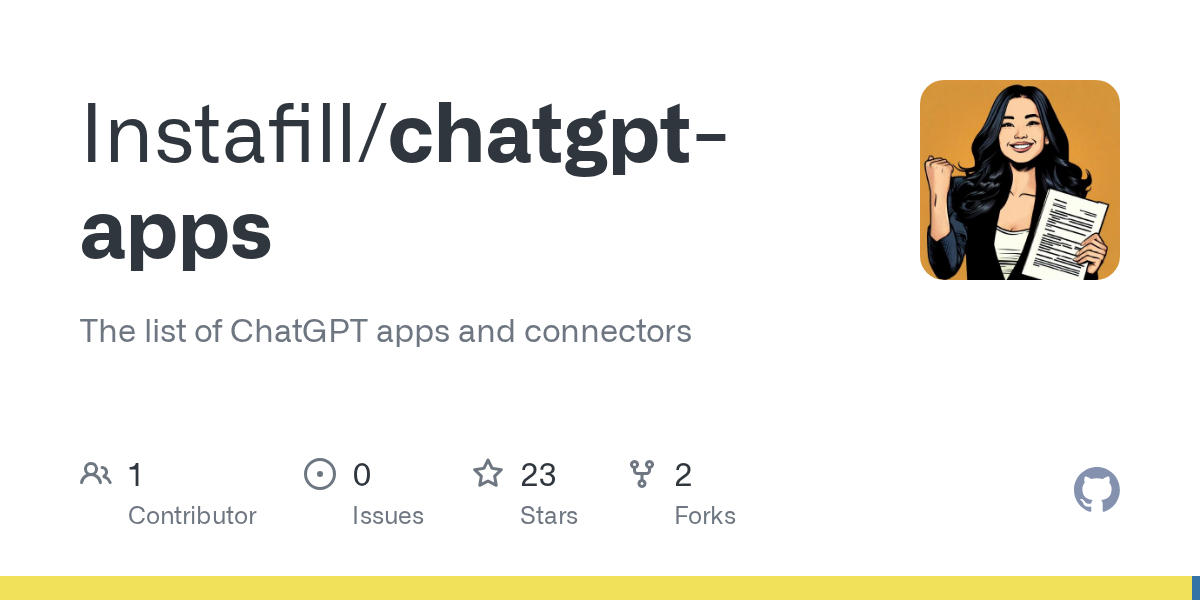 Instafill/chatgpt-
apps
The list of ChatGPT apps and connectors
1
Contributor
0
Issues
23
Stars
2
Forks